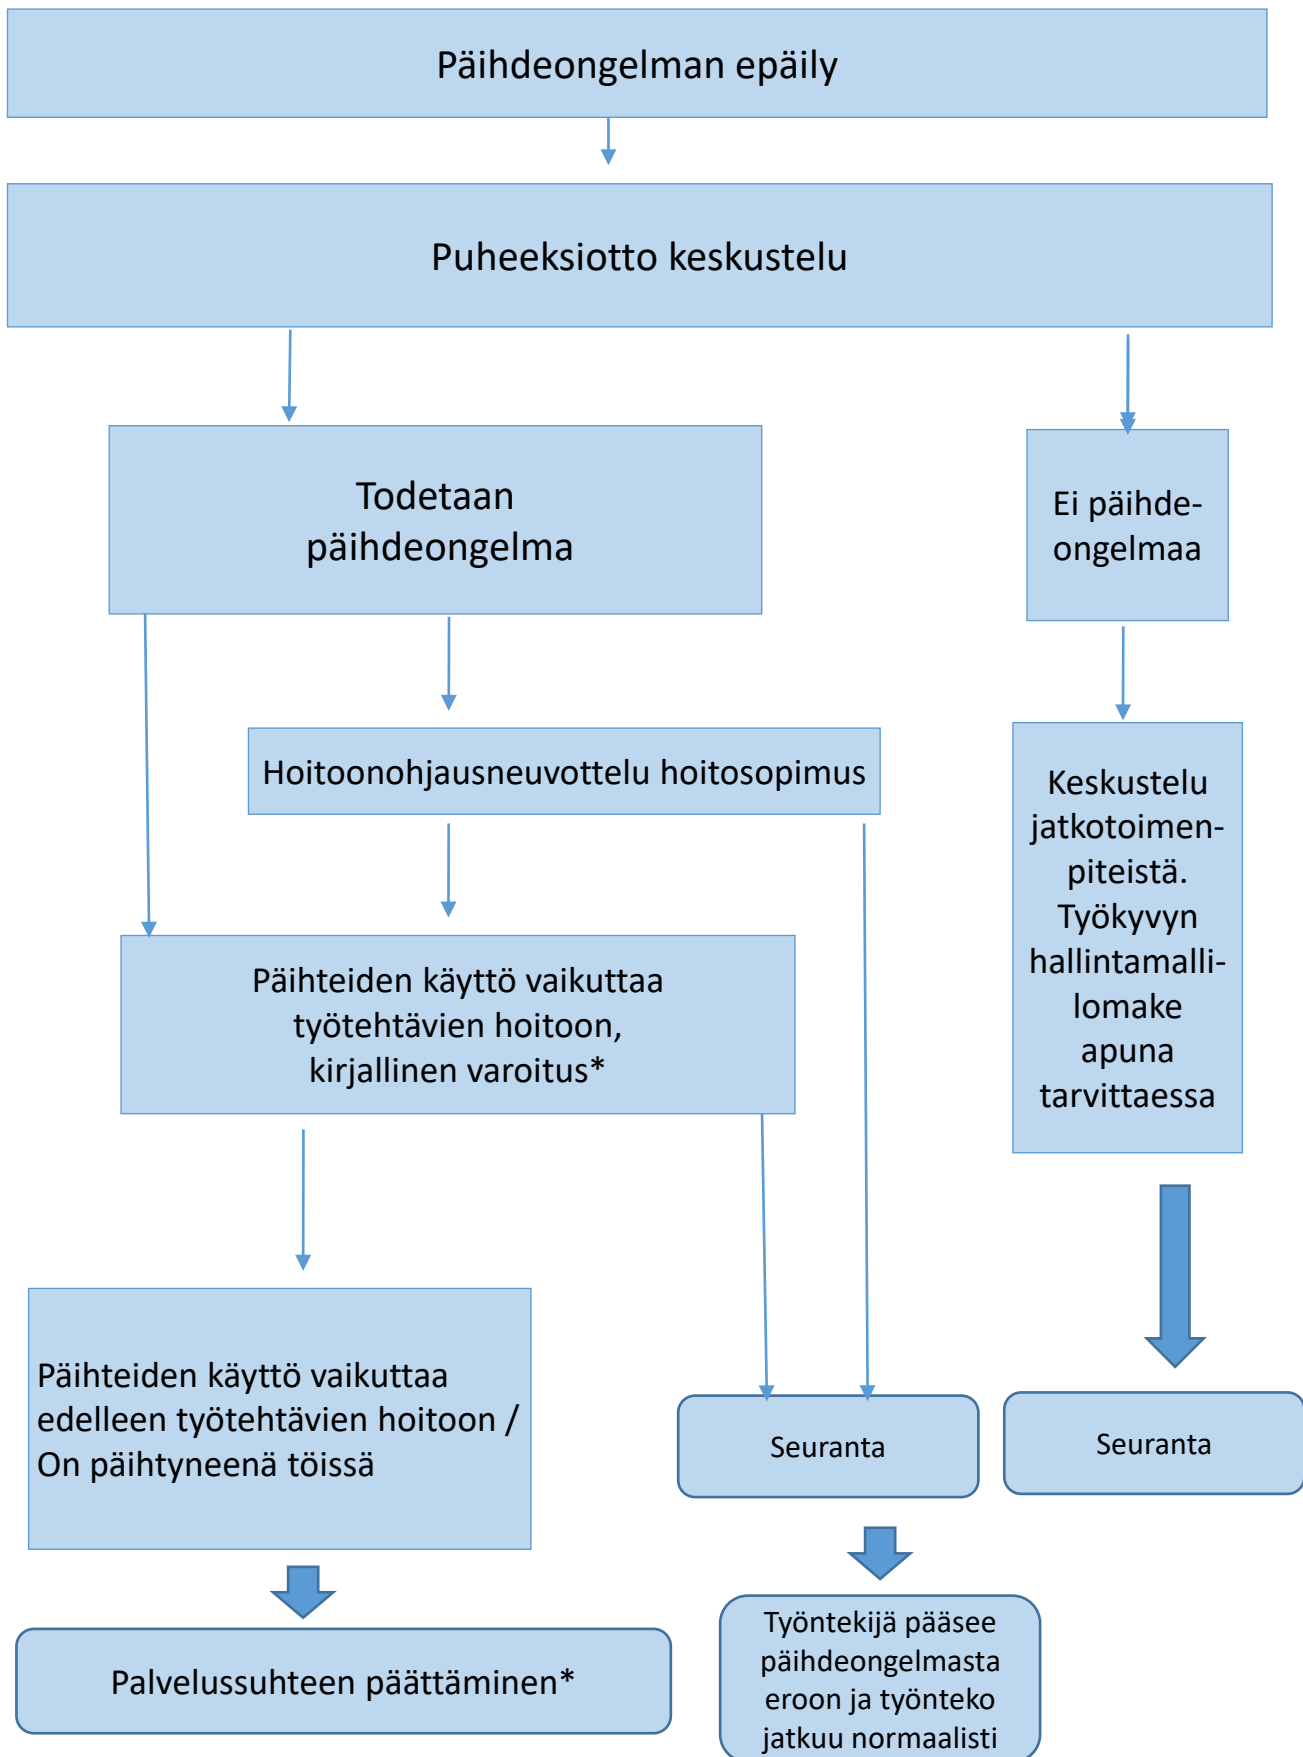 Päihdeongelman epäily
Puheeksiotto keskustelu
Todetaan
päihdeongelma
Ei päihde-
ongelmaa
Hoitoonohjausneuvottelu hoitosopimus
Keskustelu
jatkotoimen-
piteistä.
Työkyvyn
hallintamalli-
lomake
apuna
tarvittaessa
Päihteiden käyttö vaikuttaa
työtehtävien hoitoon,
kirjallinen varoitus*
Päihteiden käyttö vaikuttaa
edelleen työtehtävien hoitoon /
On päihtyneenä töissä
Seuranta
Seuranta
Palvelussuhteen päättäminen*
Työntekijä pääsee
päihdeongelmasta
eroon ja työnteko
jatkuu normaalisti